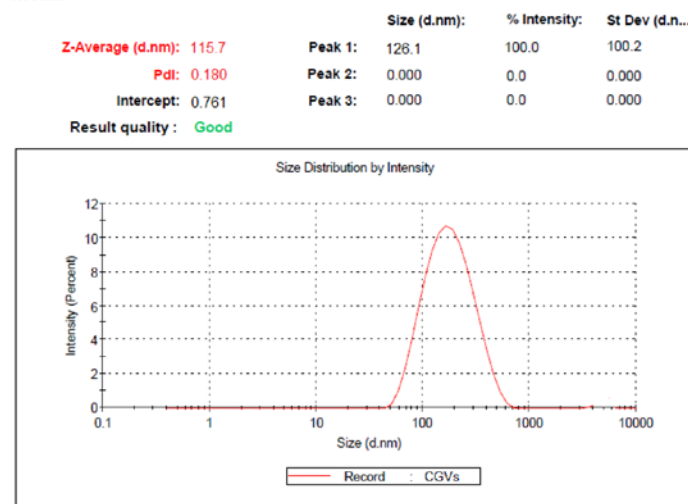 Size (d.nm): % Intensity: St Dev (d.n...
Z-Average (d.nm): 115.7 Peak 1: 126.1 100.0 100.2
Pdl: 0.180 Peak 2: 0.000 0.0 0.000
Intercept: 0.761 Peak 3: 0.000 0.0 0.000
Result quality : Good
Size Distribution by Intensity
12
10
8
6
4
2
0
Intensity (Percent)
0.1 1 10 100 1000 10000
Size (d.nm)
Record : CGVs